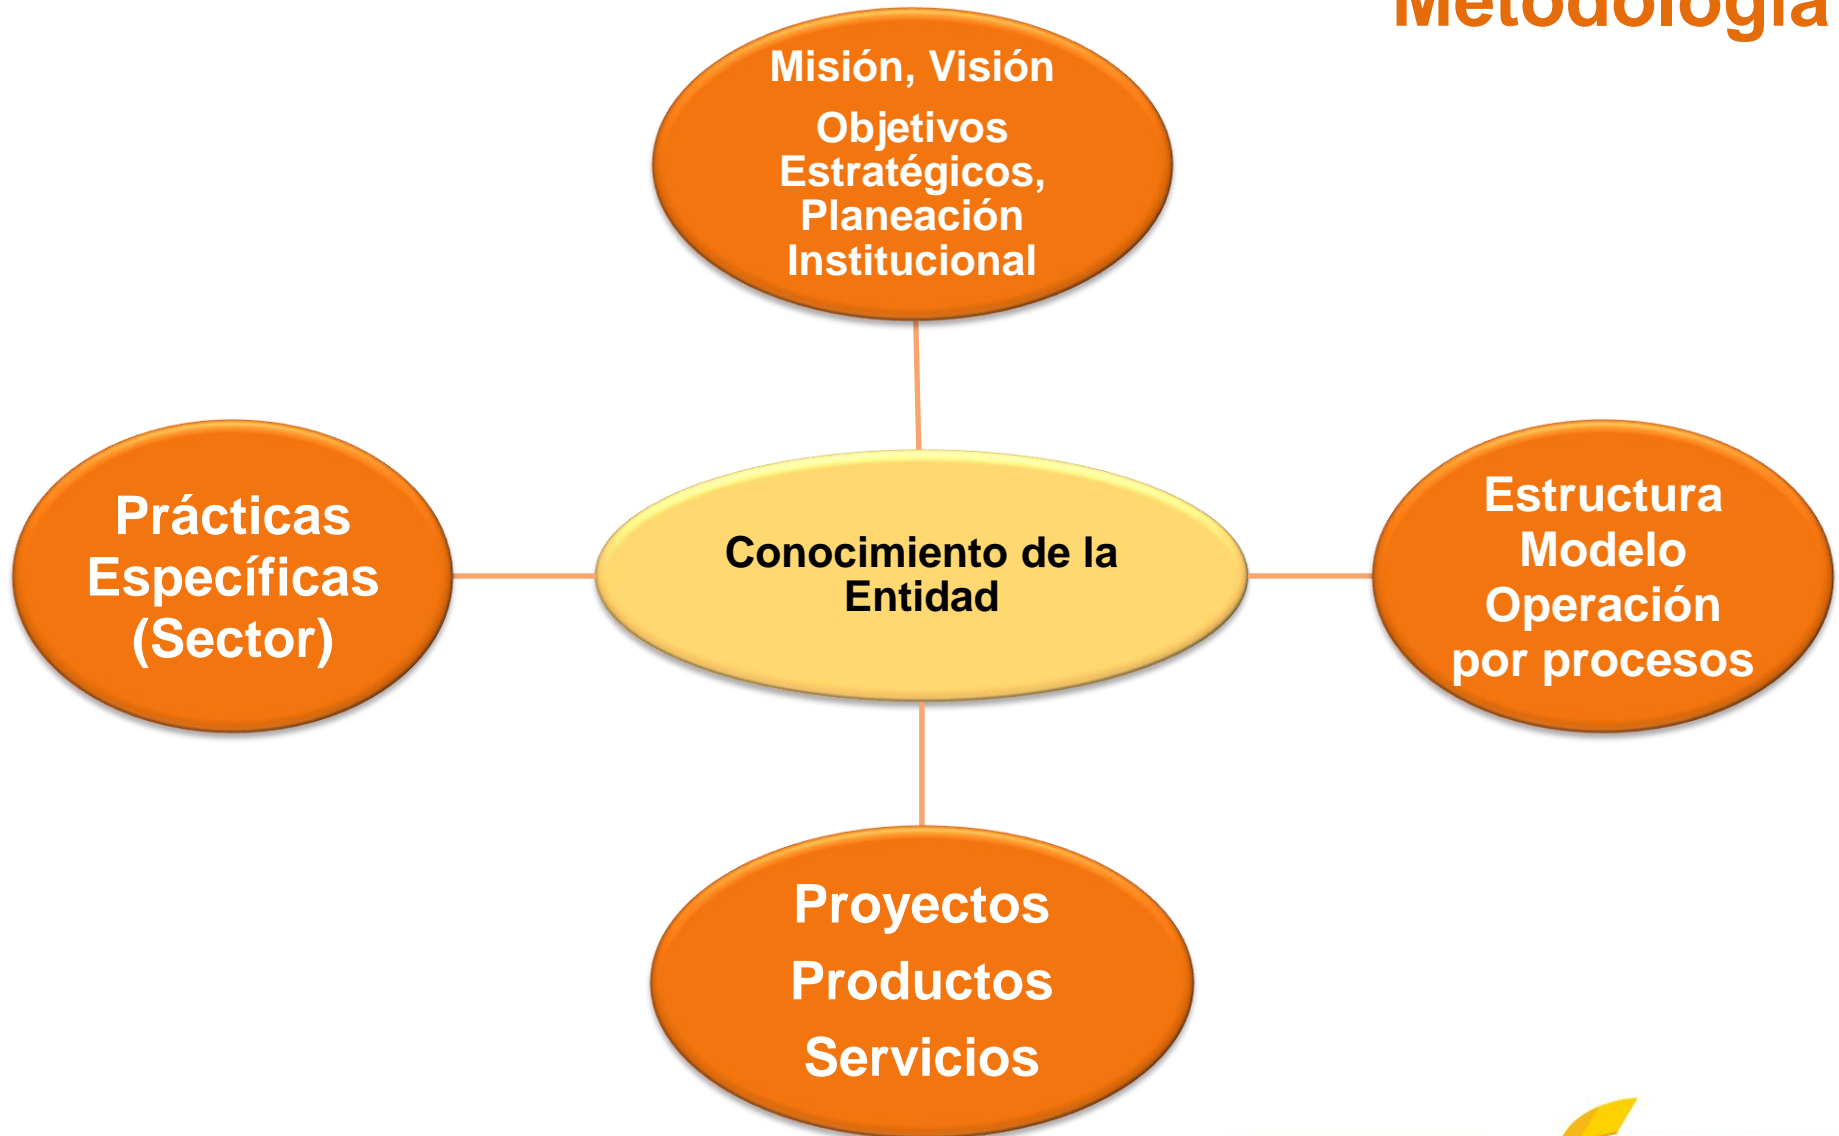 Metodología
Misión, Visión
Objetivos
Estratégicos,
Planeación
Institucional
Prácticas
Específicas
(Sector)
Conocimiento de la
Entidad
Estructura
Modelo
Operación
por procesos
Proyectos
Productos
Servicios